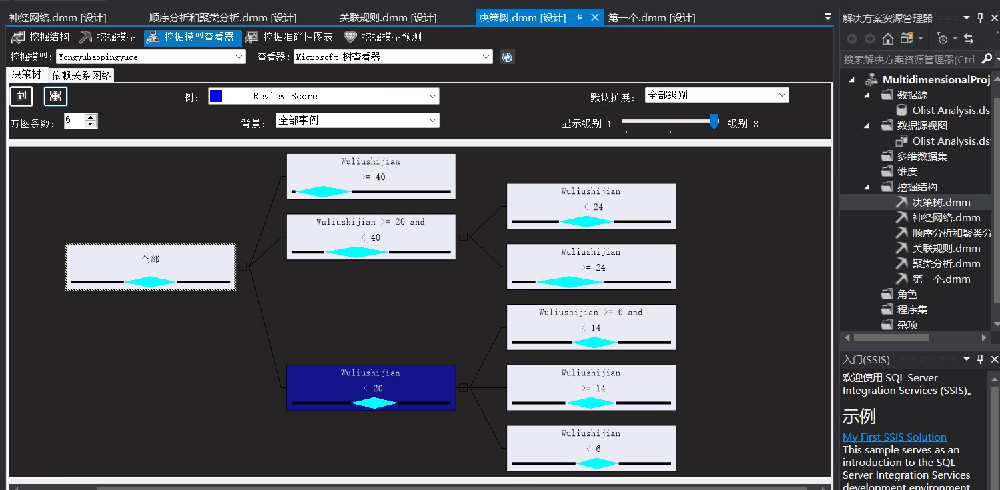 神经网络.dmm [设计] 顺序分析和聚类分析.dmm [设计] 关联规则.dmm [设计] 决策树.dmm [设计] 第一个.dmm [设计]
挖掘结构 挖掘模型 挖掘模型查看器 挖掘准确性图表 挖掘模型预测
挖掘模型: Yongyuhaopingyuce 查看器: Microsoft 树查看器
决策树 依赖关系网络
树: Review Score 默认扩展: 全部级别
方图条数: 6 背景: 全部事例 显示级别 1 级别 3
全部
Wuliushijian
>= 40
Wuliushijian >= 20 and
< 40
Wuliushijian
< 20
Wuliushijian
< 24
Wuliushijian
>= 24
Wuliushijian >= 6 and
< 14
Wuliushijian
>= 14
Wuliushijian
< 6
解决方案资源管理器
搜索解决方案资源管理器(Ctrl
MultidimensionalProj
数据源
Olist Analysis.ds
数据源视图
Olist Analysis.ds
多维数据集
维度
挖掘结构
决策树.dmm
神经网络.dmm
顺序分析和聚类分
关联规则.dmm
聚类分析.dmm
第一个.dmm
角色
程序集
杂项
入门(SSIS)
欢迎使用 SQL Server
Integration Services (SSIS)。
示例
My First SSIS Solution
This sample serves as an
introduction to the SQL
Server Integration Services
development environment